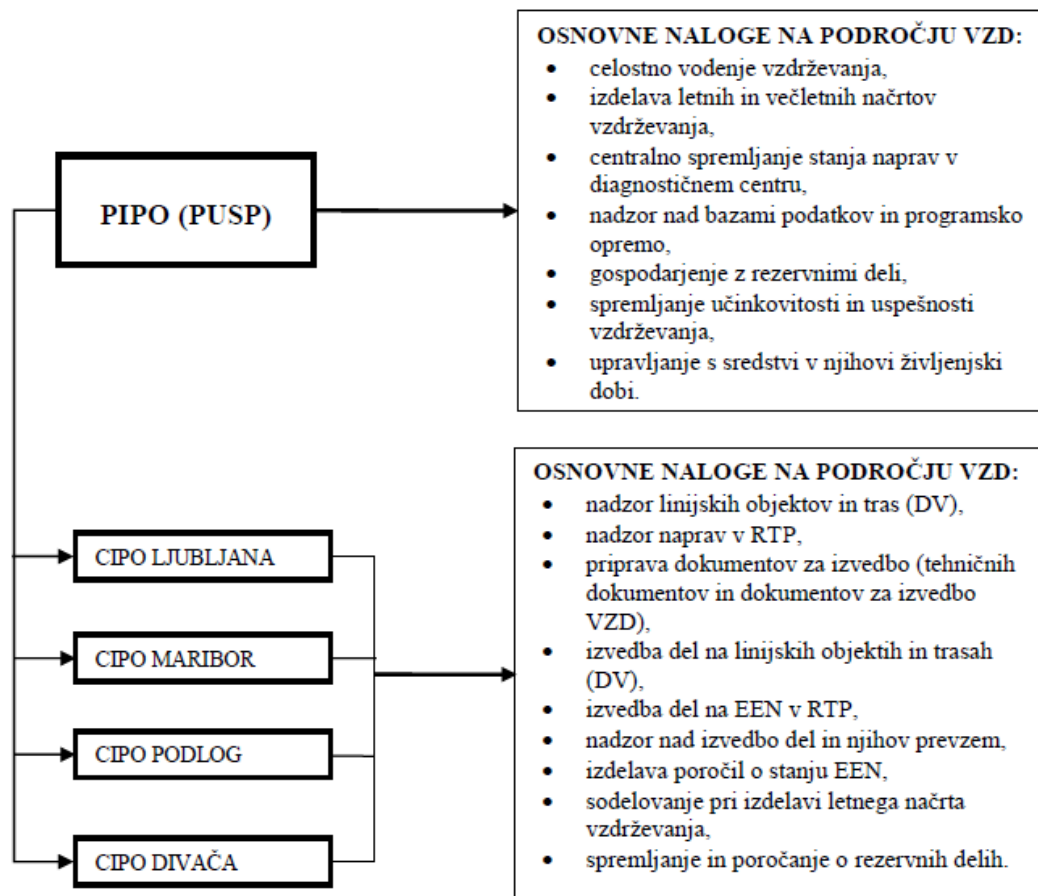 OSNOVNE NALOGE NA PODROČJU VZD:
• celostno vodenje vzdrževanja,
• izdelava letnih in večletnih načrtov
vzdrževanja,
• centralno spremljanje stanja naprav v
diagnostičnem centru,
• nadzor nad bazami podatkov in programsko
opremo,
• gospodarjenje z rezervnimi deli,
• spremljanje učinkovitosti in uspešnosti
vzdrževanja,
• upravljanje s sredstvi v njihovi življenjski
dobi.
PIPO (PUSP)
OSNOVNE NALOGE NA PODROČJU VZD:
• nadzor linijskih objektov in tras (DV),
• nadzor naprav v RTP,
• priprava dokumentov za izvedbo (tehničnih
dokumentov in dokumentov za izvedbo
VZD),
• izvedba del na linijskih objektih in trasah
(DV),
• izvedba del na EEN v RTP,
• nadzor nad izvedbo del in njihov prevzem,
• izdelava poročil o stanju EEN,
• sodelovanje pri izdelavi letnega načrta
vzdrževanja,
• spremljanje in poročanje o rezervnih delih.
CIPO LJUBLJANA
CIPO MARIBOR
CIPO PODLOG
CIPO DIVAČA